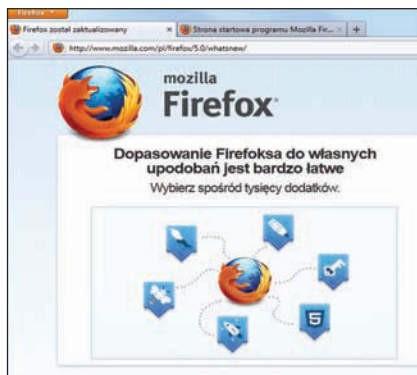 Firefox
Firefox został zaktualizowany
Strona startowa programu Mozilla Fir...
http://www.mozilla.com/pl/firefox/5.0/whatsnew/
mozilla
Firefox
Dopasowanie Firefoksa do własnych
upodobań jest bardzo łatwe
Wybierz spośród tysięcy dodatków.
5